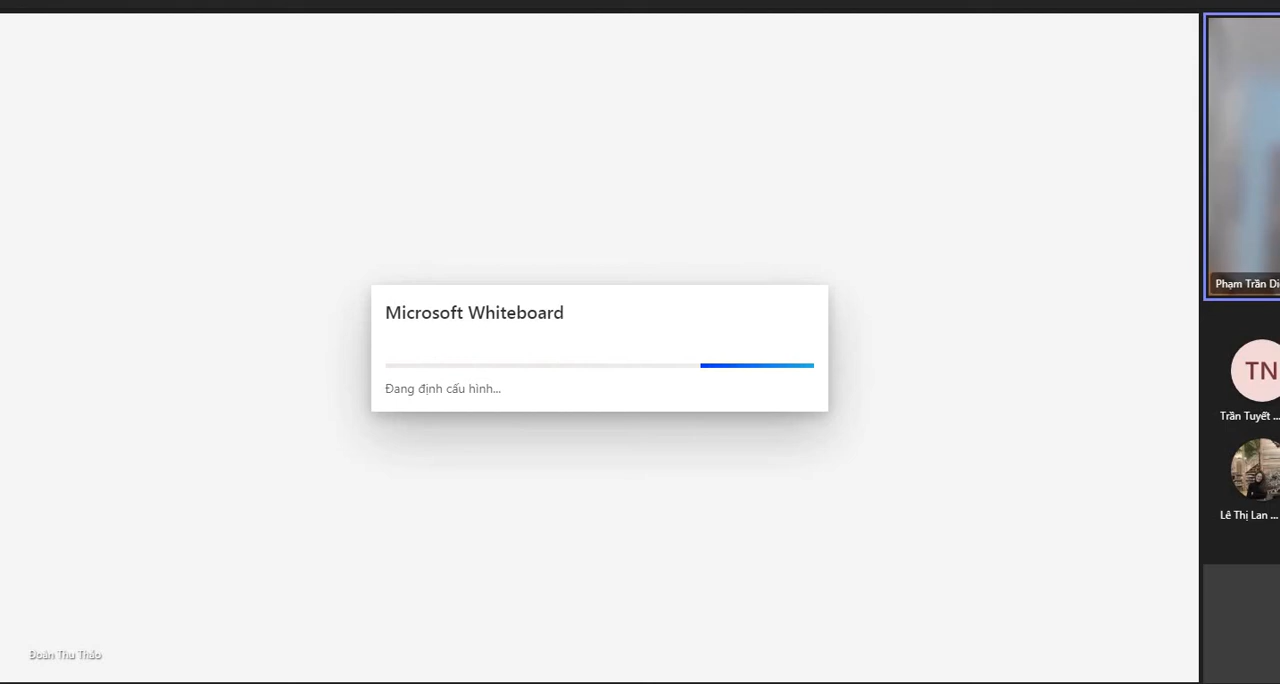 Microsoft Whiteboard
Đang định cấu hình...
Đoàn Thu Thảo
Phạm Trần Di
TN
Trần Tuyết ...
Lê Thị Lan ...